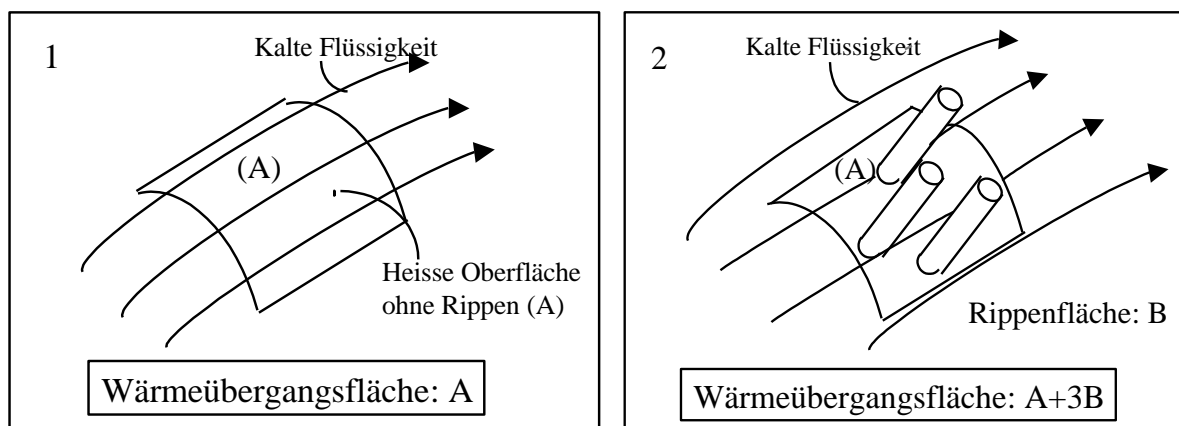 1
Kalte Flüssigkeit
(A)
Heisse Oberfläche
ohne Rippen (A)
Wärmeübergangsfläche: A
2
Kalte Flüssigkeit
(A)
Rippenfläche: B
Wärmeübergangsfläche: A+3B